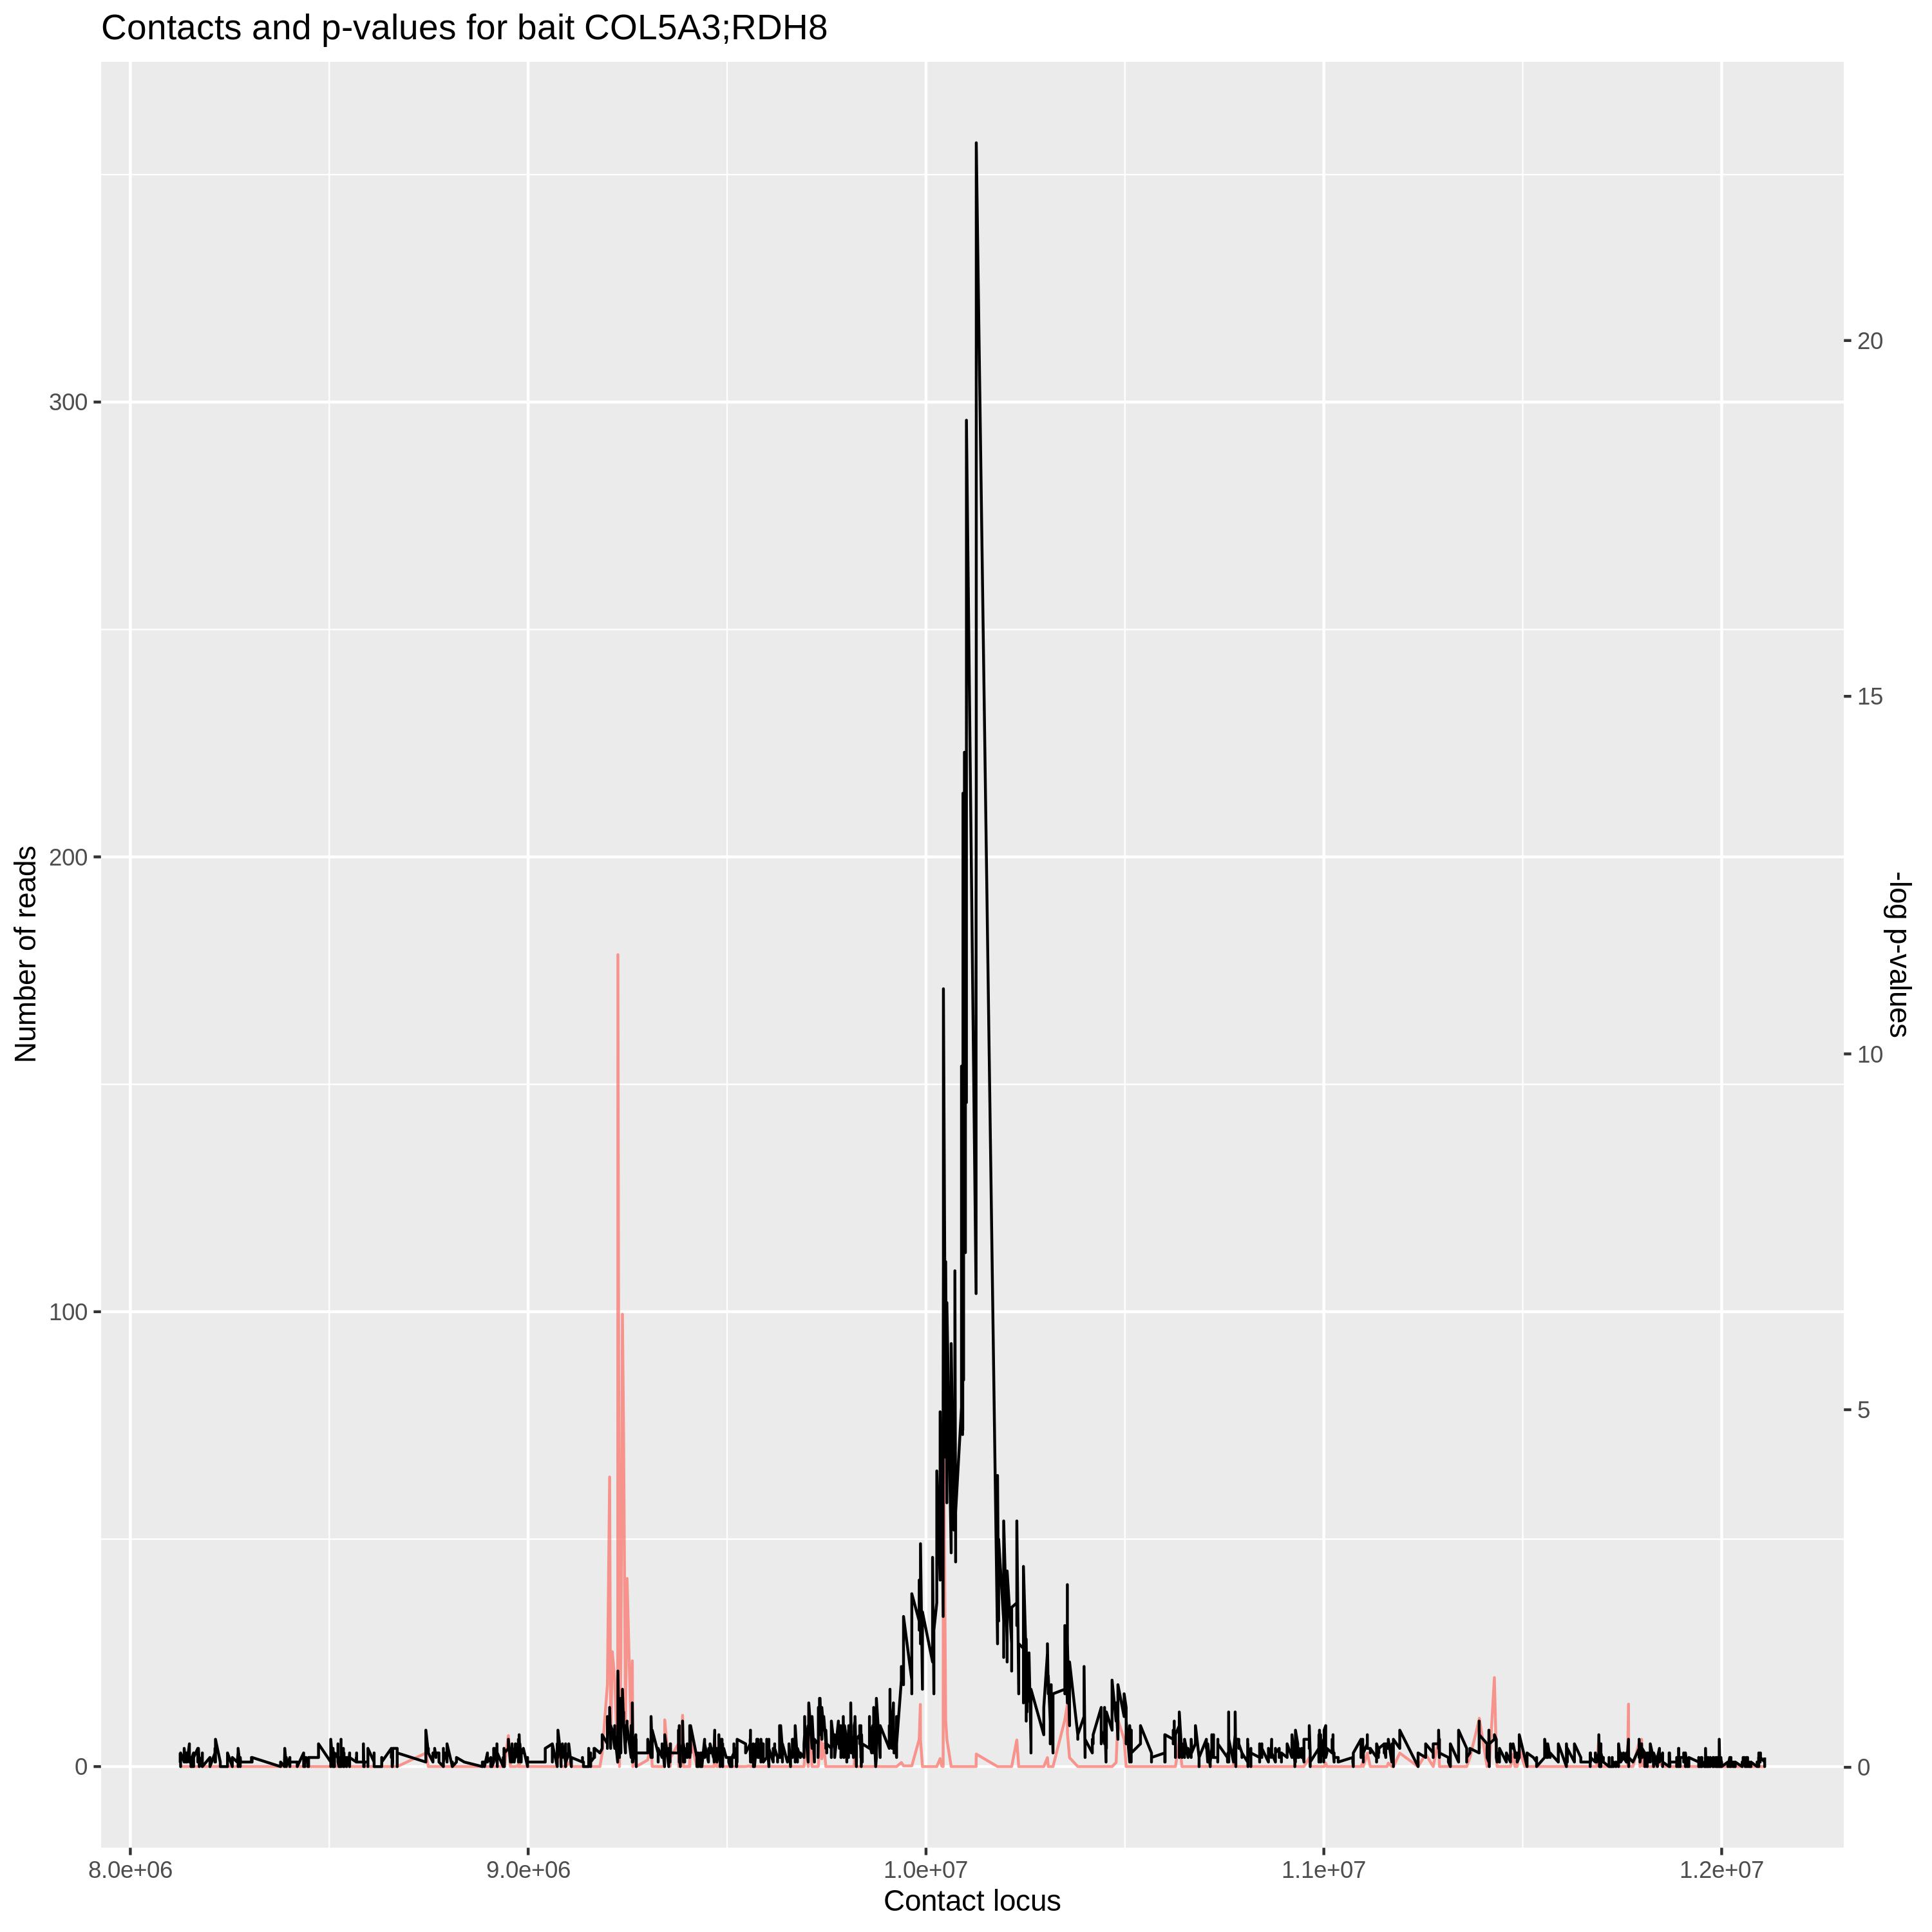 Contacts and p-values for bait COL5A3;RDH8
Number of reads
300
200
100
0
20
15
10
5
0
-log p-values
8.0e+06
9.0e+06
1.0e+07
1.1e+07
1.2e+07
Contact locus